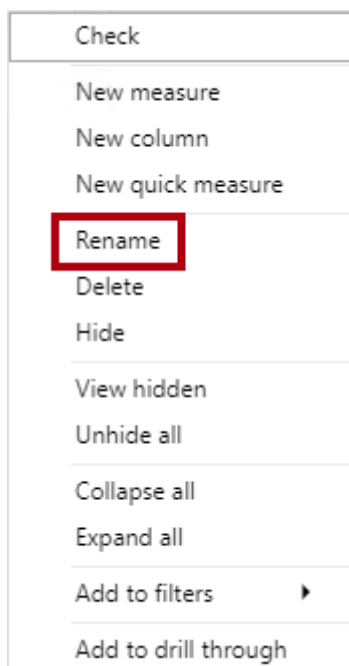 Check
New measure
New column
New quick measure
Rename
Delete
Hide
View hidden
Unhide all
Collapse all
Expand all
Add to filters
Add to drill through